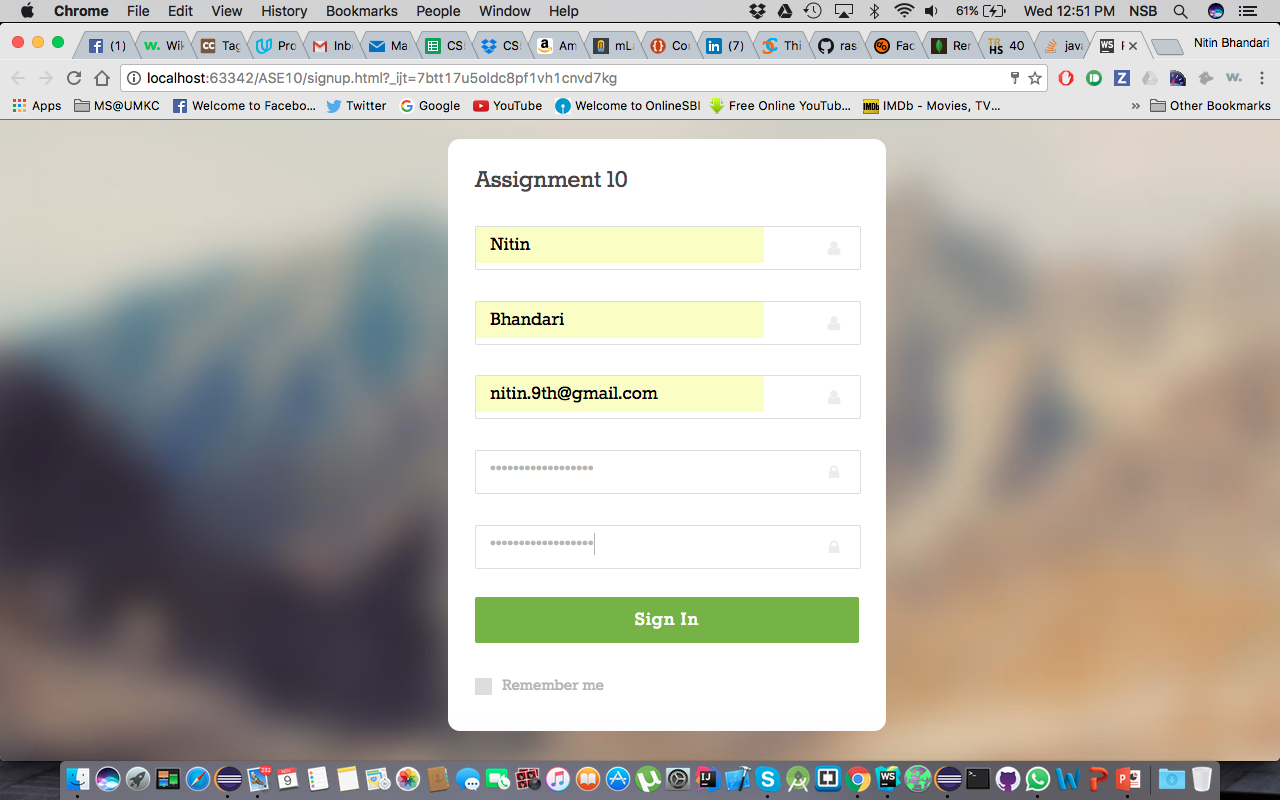 Chrome File Edit View History Bookmarks People Window Help 61% Wed 12:51 PM NSB
(1) Wik Tag Pro Inb Ma CS! CS! Am mLa Co (7) Thi ras Fac Rer 40 java Nitin Bhandari
localhost:63342/ASE10/signup.html?_ijt=7btt17u5oldc8pf1vh1cnvd7kg
Apps MS@UMKC Welcome to Facebo... Twitter Google YouTube Welcome to OnlineSBI Free Online YouTub... IMDb - Movies, TV... » Other Bookmarks
Assignment 10
Nitin
Bhandari
nitin.9th@gmail.com
••••••••••••••••••
••••••••••••••••••
Sign In
Remember me